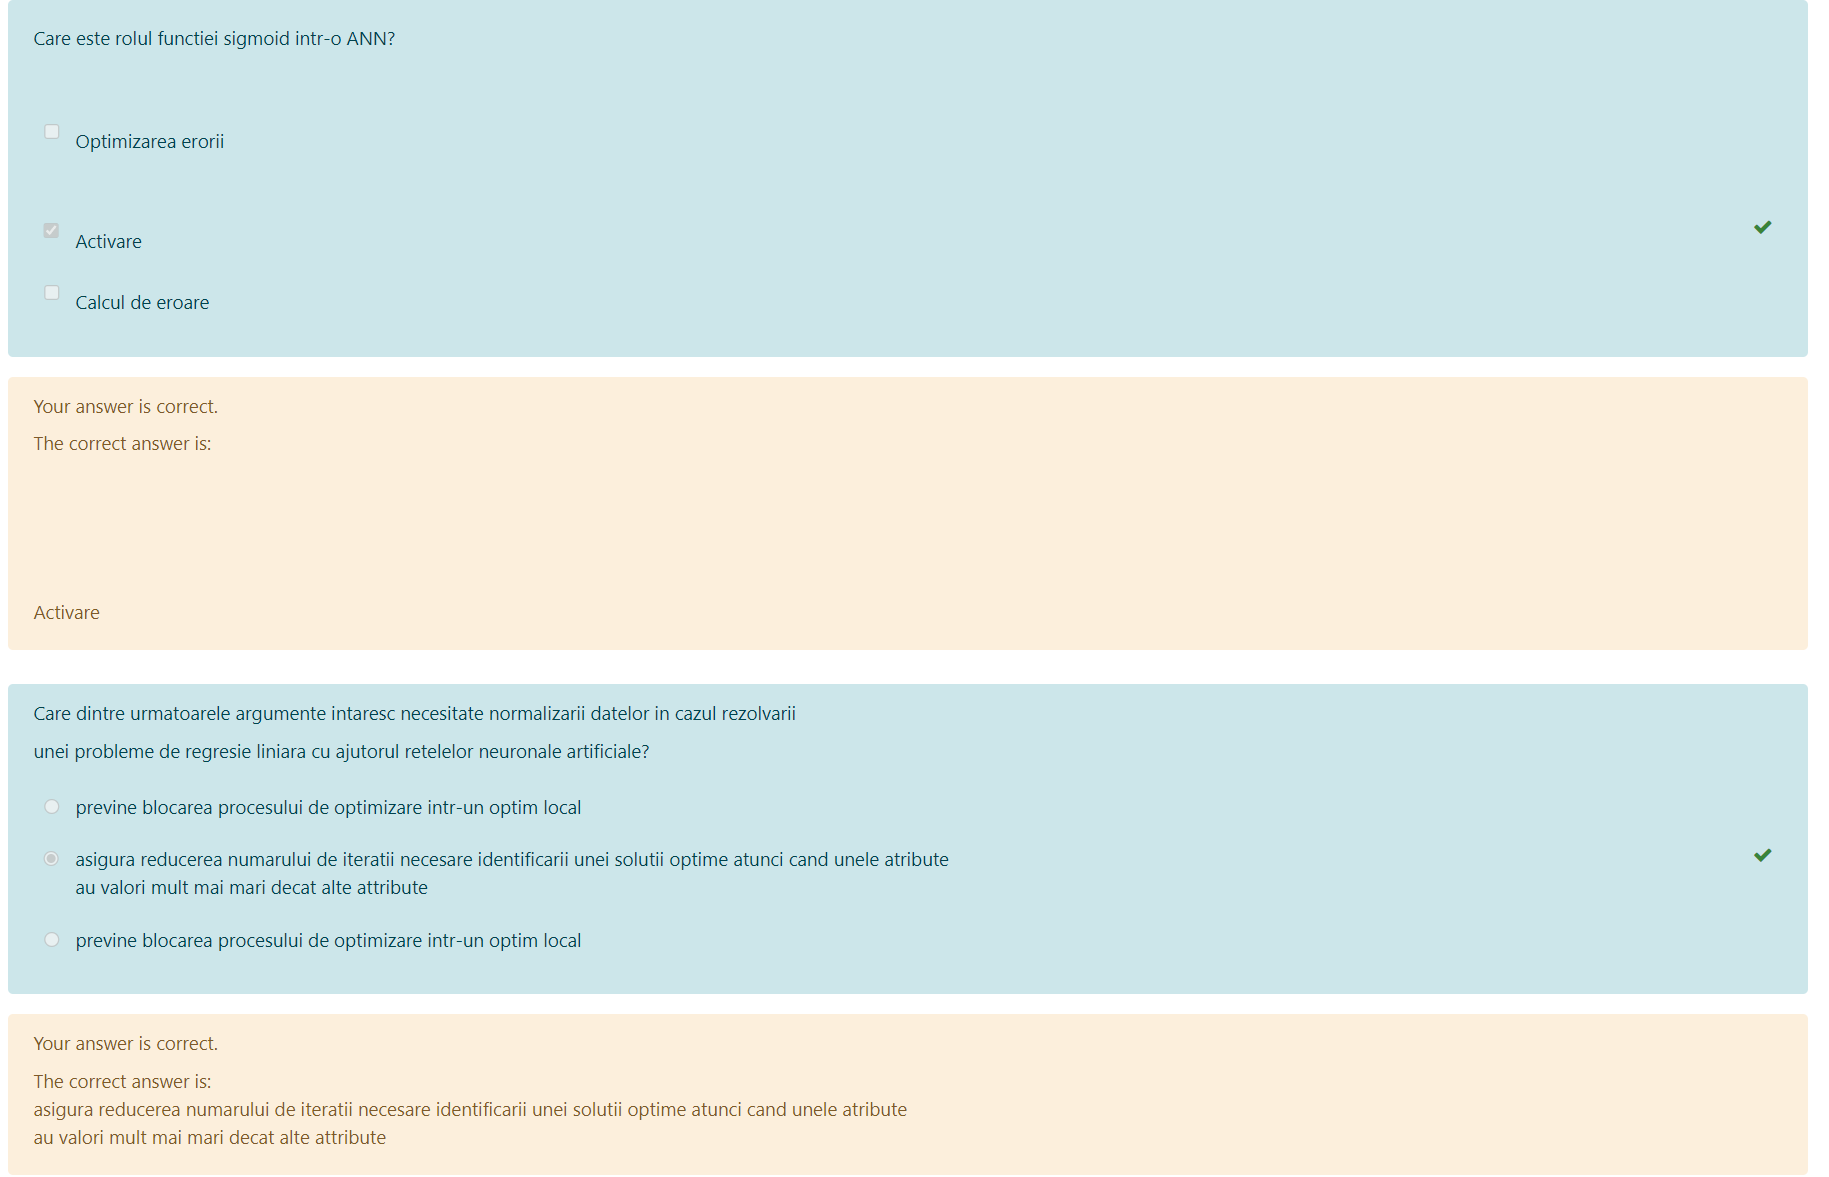 Care este rolul functiei sigmoid intr-o ANN?
Optimizarea erorii
Activare
Calcul de eroare
Your answer is correct.
The correct answer is:
Activare
Care dintre urmatoarele argumente intaresc necesitate normalizarii datelor in cazul rezolvarii
unei probleme de regresie liniara cu ajutorul retelelor neuronale artificiale?
previne blocarea procesului de optimizare intr-un optim local
asigura reducerea numarului de iteratii necesare identificarii unei solutii optime atunci cand unele atribute
au valori mult mai mari decat alte attribute
previne blocarea procesului de optimizare intr-un optim local
Your answer is correct.
The correct answer is:
asigura reducerea numarului de iteratii necesare identificarii unei solutii optime atunci cand unele atribute
au valori mult mai mari decat alte attribute